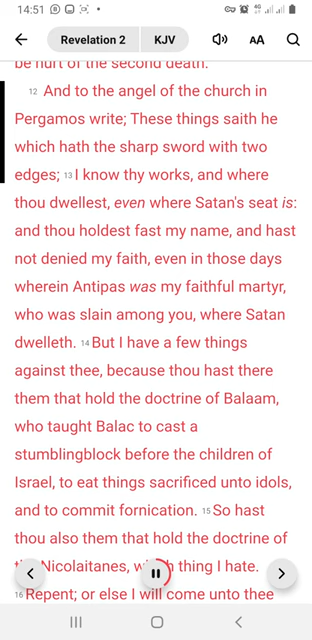 14:51
Revelation 2 KJV AA
be hurt of the second death.
12 And to the angel of the church in
Pergamos write; These things saith he
which hath the sharp sword with two
edges; 13 I know thy works, and where
thou dwellest, even where Satan's seat is:
and thou holdest fast my name, and hast
not denied my faith, even in those days
wherein Antipas was my faithful martyr,
who was slain among you, where Satan
dwelleth. 14 But I have a few things
against thee, because thou hast there
them that hold the doctrine of Balaam,
who taught Balac to cast a
stumblingblock before the children of
Israel, to eat things sacrificed unto idols,
and to commit fornication. 15 So hast
thou also them that hold the doctrine of
Nicolaitanes, thing I hate.
16 Repent; or else I will come unto thee